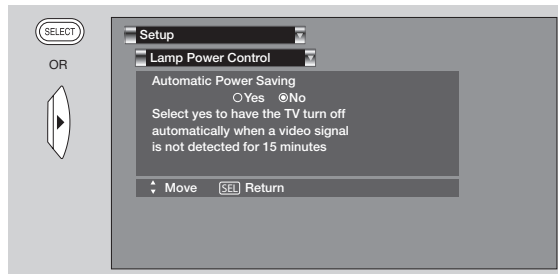 SELECT
OR
Setup
Lamp Power Control
Automatic Power Saving
Yes No
Select yes to have the TV turn off
automatically when a video signal
is not detected for 15 minutes
Move SEL Return